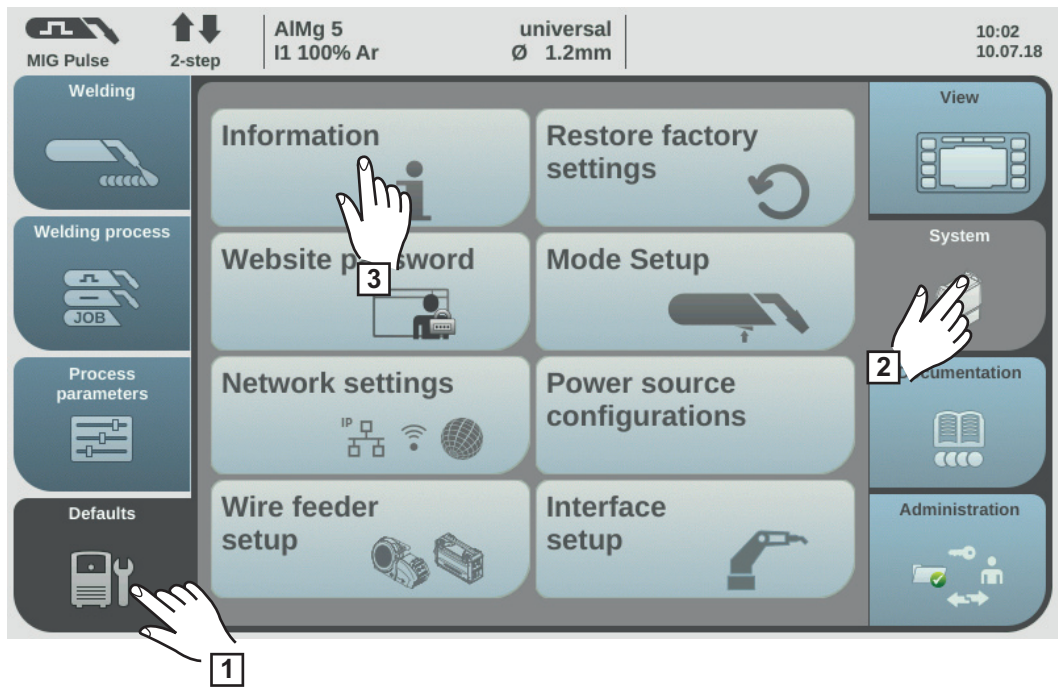 MIG Pulse
2-step
AlMg 5
I1 100% Ar
universal
Ø 1.2mm
10:02
10.07.18
Welding
Welding process
JOB
Process
parameters
Defaults
Information
Restore factory
settings
Website p sword
Mode Setup
Network settings
IP
Power source
configurations
Wire feeder
setup
Interface
setup
View
System
cumentation
Administration
1
2
3